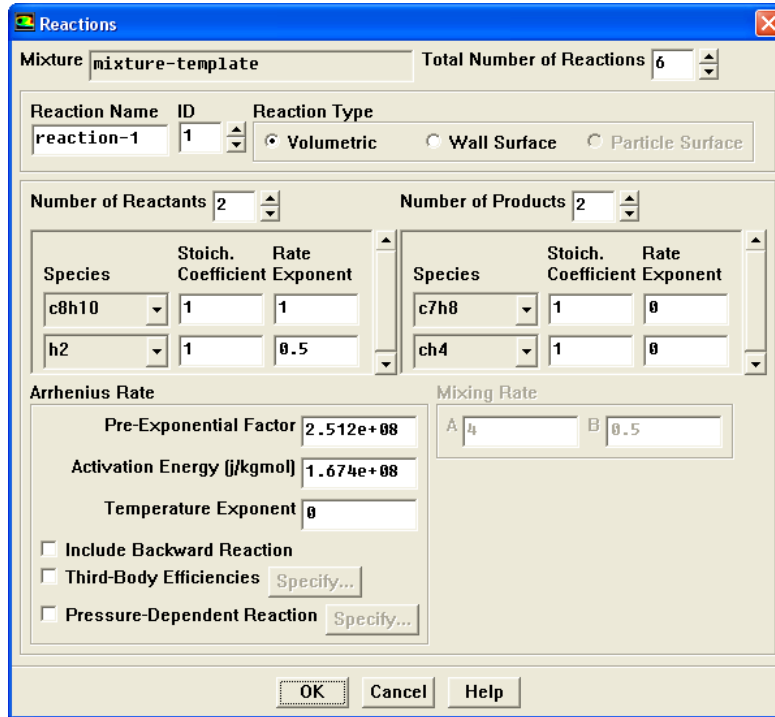 Reactions
Mixture mixture-template Total Number of Reactions 6
Reaction Name ID Reaction Type
reaction-1 1 Volumetric Wall Surface Particle Surface
Number of Reactants 2 Number of Products 2
Species Stoich. Coefficient Rate Exponent Species Stoich. Coefficient Rate Exponent
c8h10 1 1 c7h8 1 0
h2 1 0.5 ch4 1 0
Arrhenius Rate Mixing Rate
Pre-Exponential Factor 2.512e+08 A 4 B 0.5
Activation Energy (j/kgmol) 1.674e+08
Temperature Exponent 0
Include Backward Reaction
Third-Body Efficiencies Specify...
Pressure-Dependent Reaction Specify...
OK Cancel Help